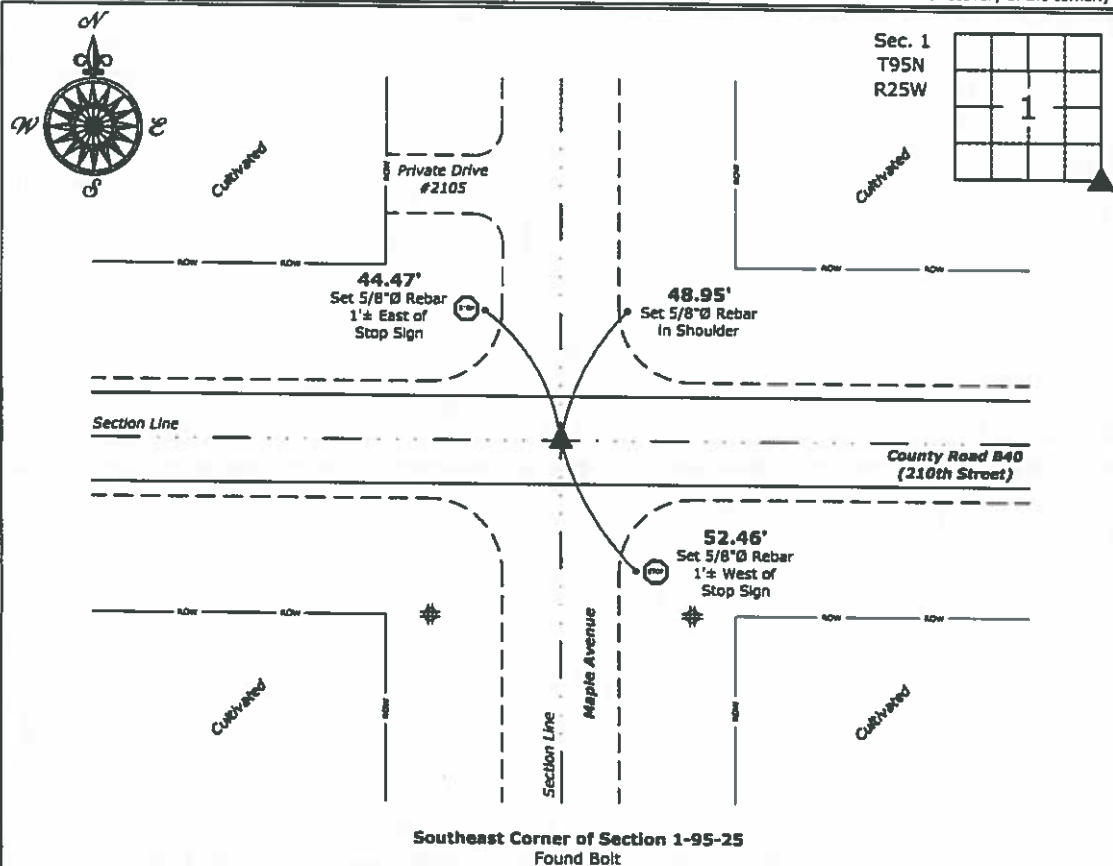 N
W
E
S
Sec. 1
T95N
R25W
1
Cultivated
Cultivated
ROW
Private Drive
#2105
ROW
ROW
ROW
ROW
ROW
44.47'
Set 5/8"Ø Rebar
1'± East of
Stop Sign
48.95'
Set 5/8"Ø Rebar
in Shoulder
Section Line
County Road B40
(210th Street)
52.46'
Set 5/8"Ø Rebar
1'± West of
Stop Sign
STOP
ROW
ROW
ROW
ROW
Maple Avenue
Section Line
Cultivated
Cultivated
ROW
ROW
Southeast Corner of Section 1-95-25
Found Bolt